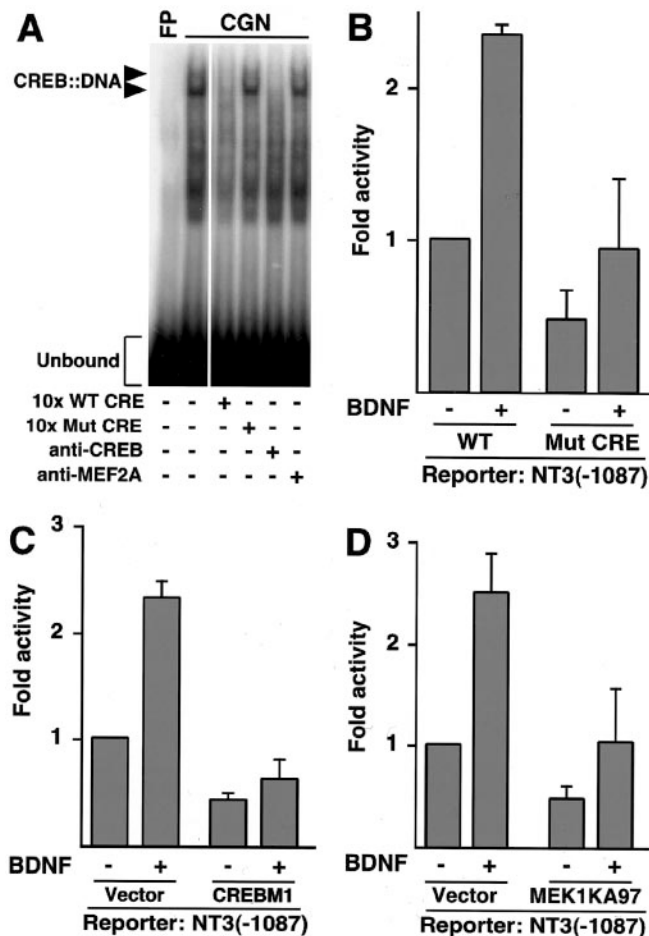 A
FP
CGN
CREB::DNA
Unbound
10x WT CRE - - + - - -
10x Mut CRE - - - + - -
anti-CREB - - - - + -
anti-MEF2A - - - - - +
B
Fold activity
2
1
BDNF - + - +
WT Mut CRE
Reporter: NT3(-1087)
C
Fold activity
3
2
1
BDNF - + - +
Vector CREBM1
Reporter: NT3(-1087)
D
Fold activity
3
2
1
BDNF - + - +
Vector MEK1KA97
Reporter: NT3(-1087)